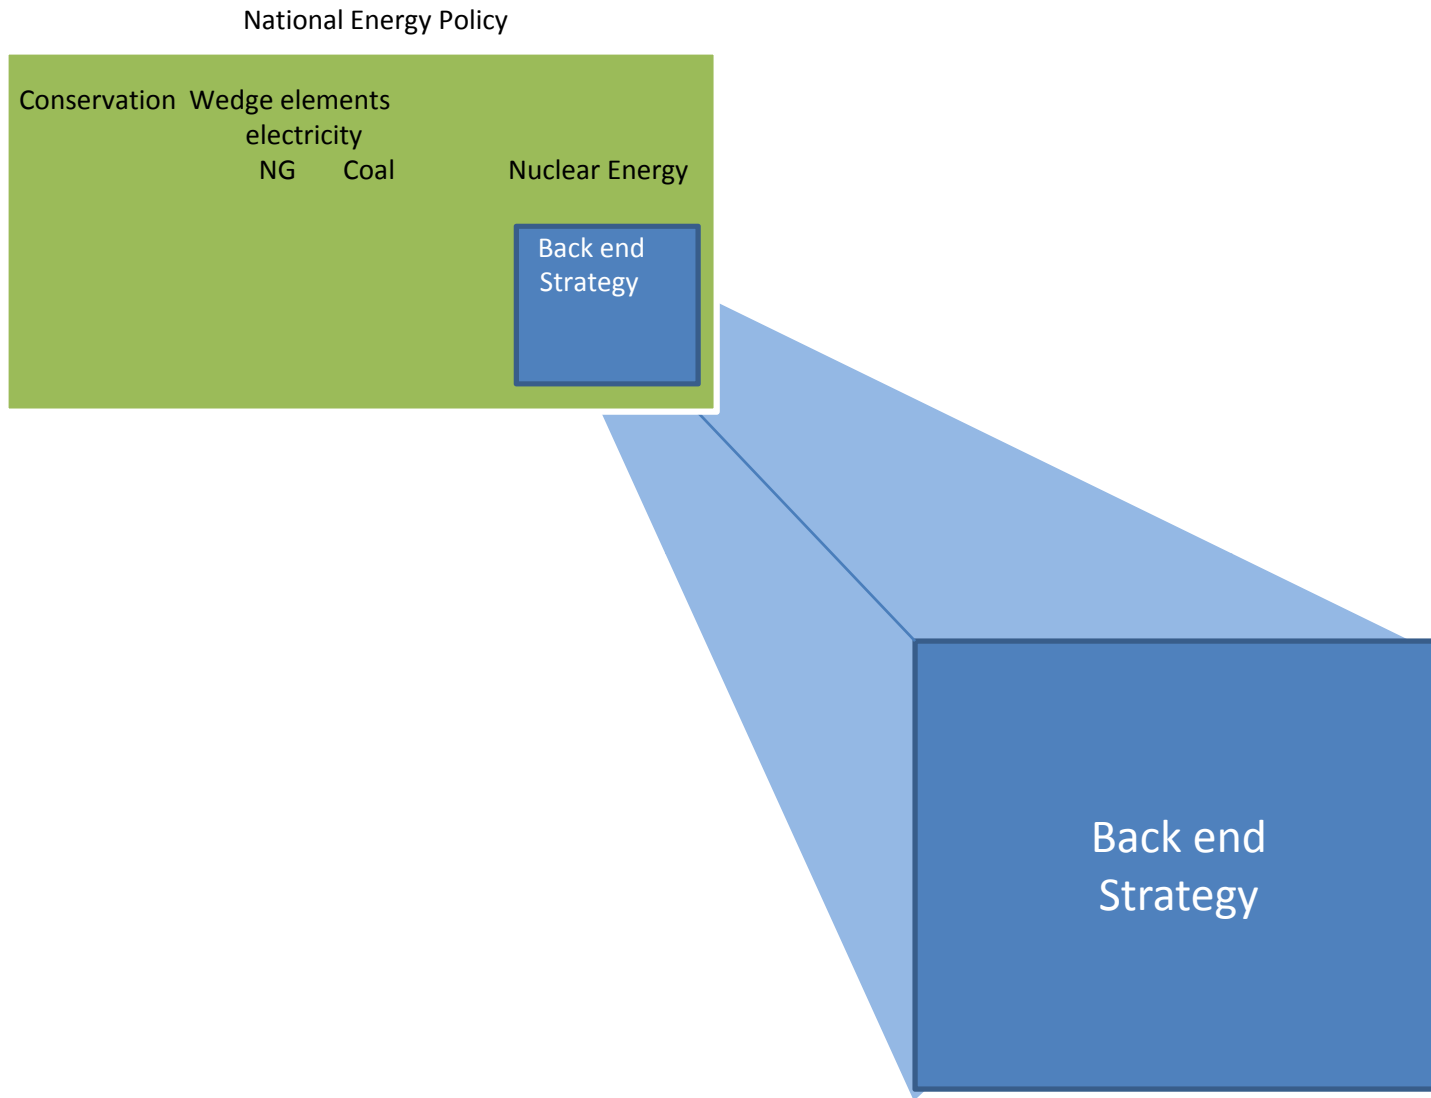 National Energy Policy
Conservation Wedge elements
electricity
NG Coal Nuclear Energy
Back end
Strategy
Back end
Strategy